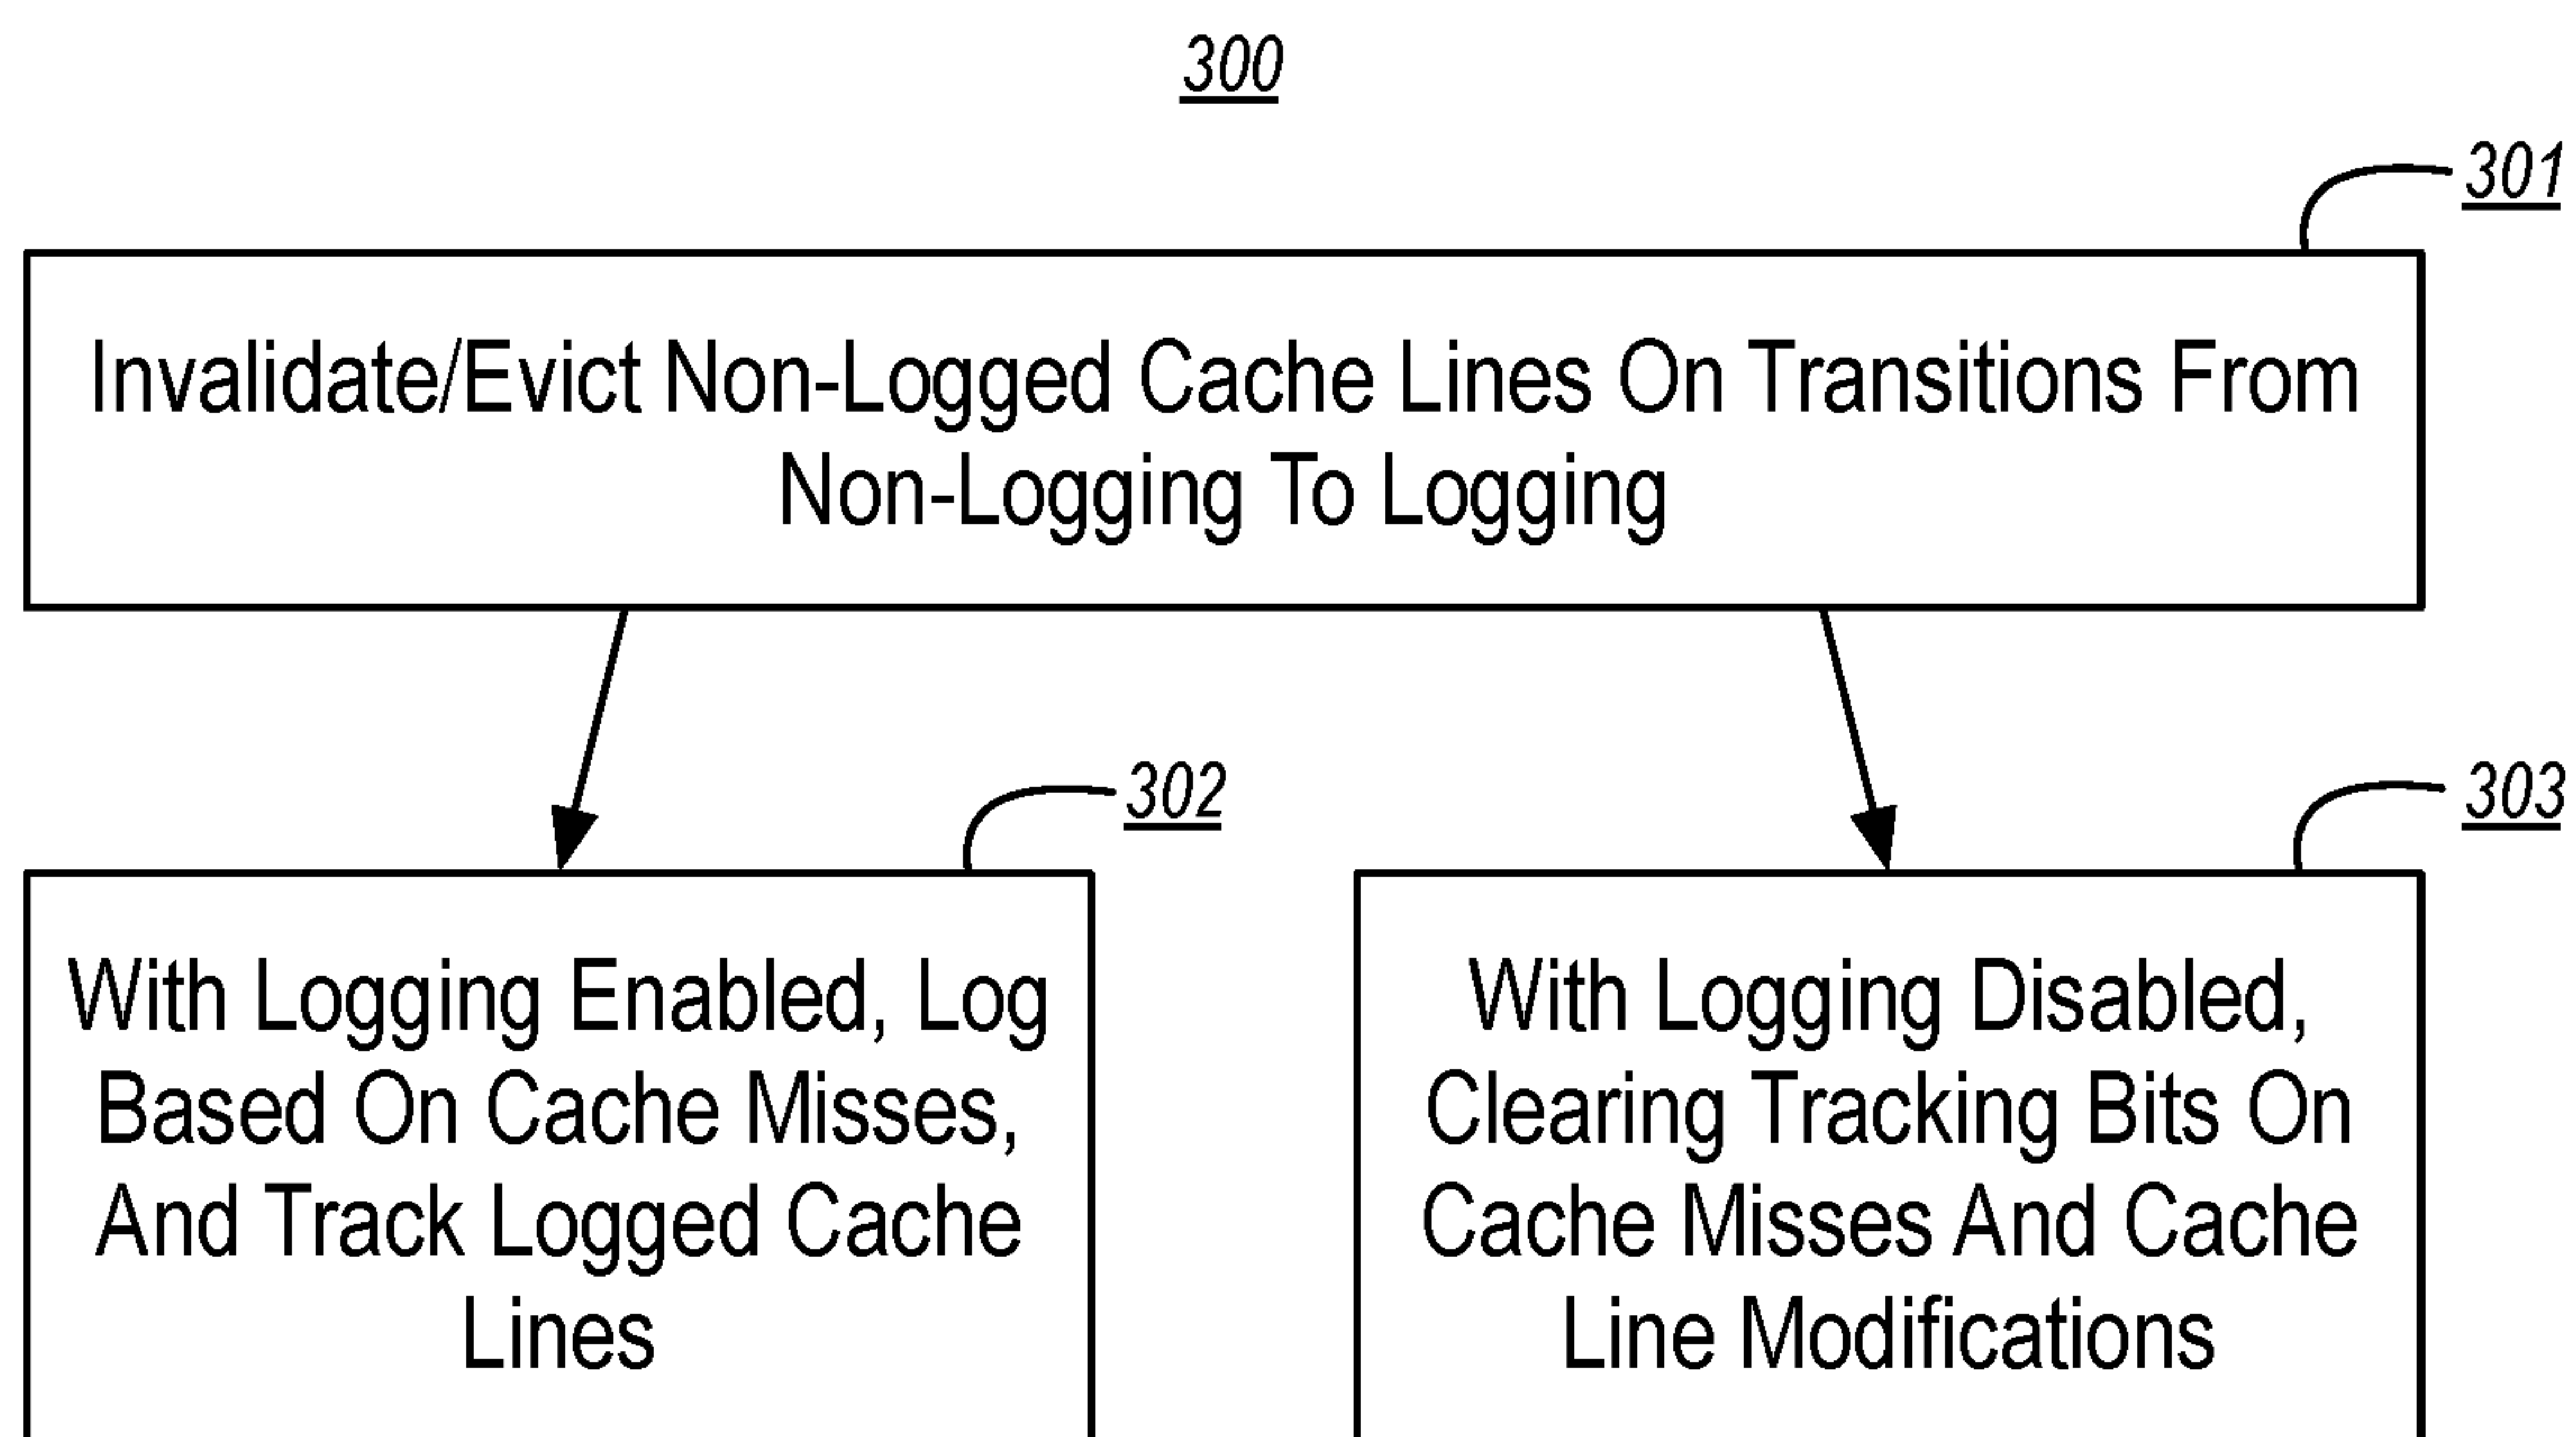 300
301
Invalidate/Evict Non-Logged Cache Lines On Transitions From
Non-Logging To Logging
302
With Logging Enabled, Log
Based On Cache Misses,
And Track Logged Cache
Lines
303
With Logging Disabled,
Clearing Tracking Bits On
Cache Misses And Cache
Line Modifications